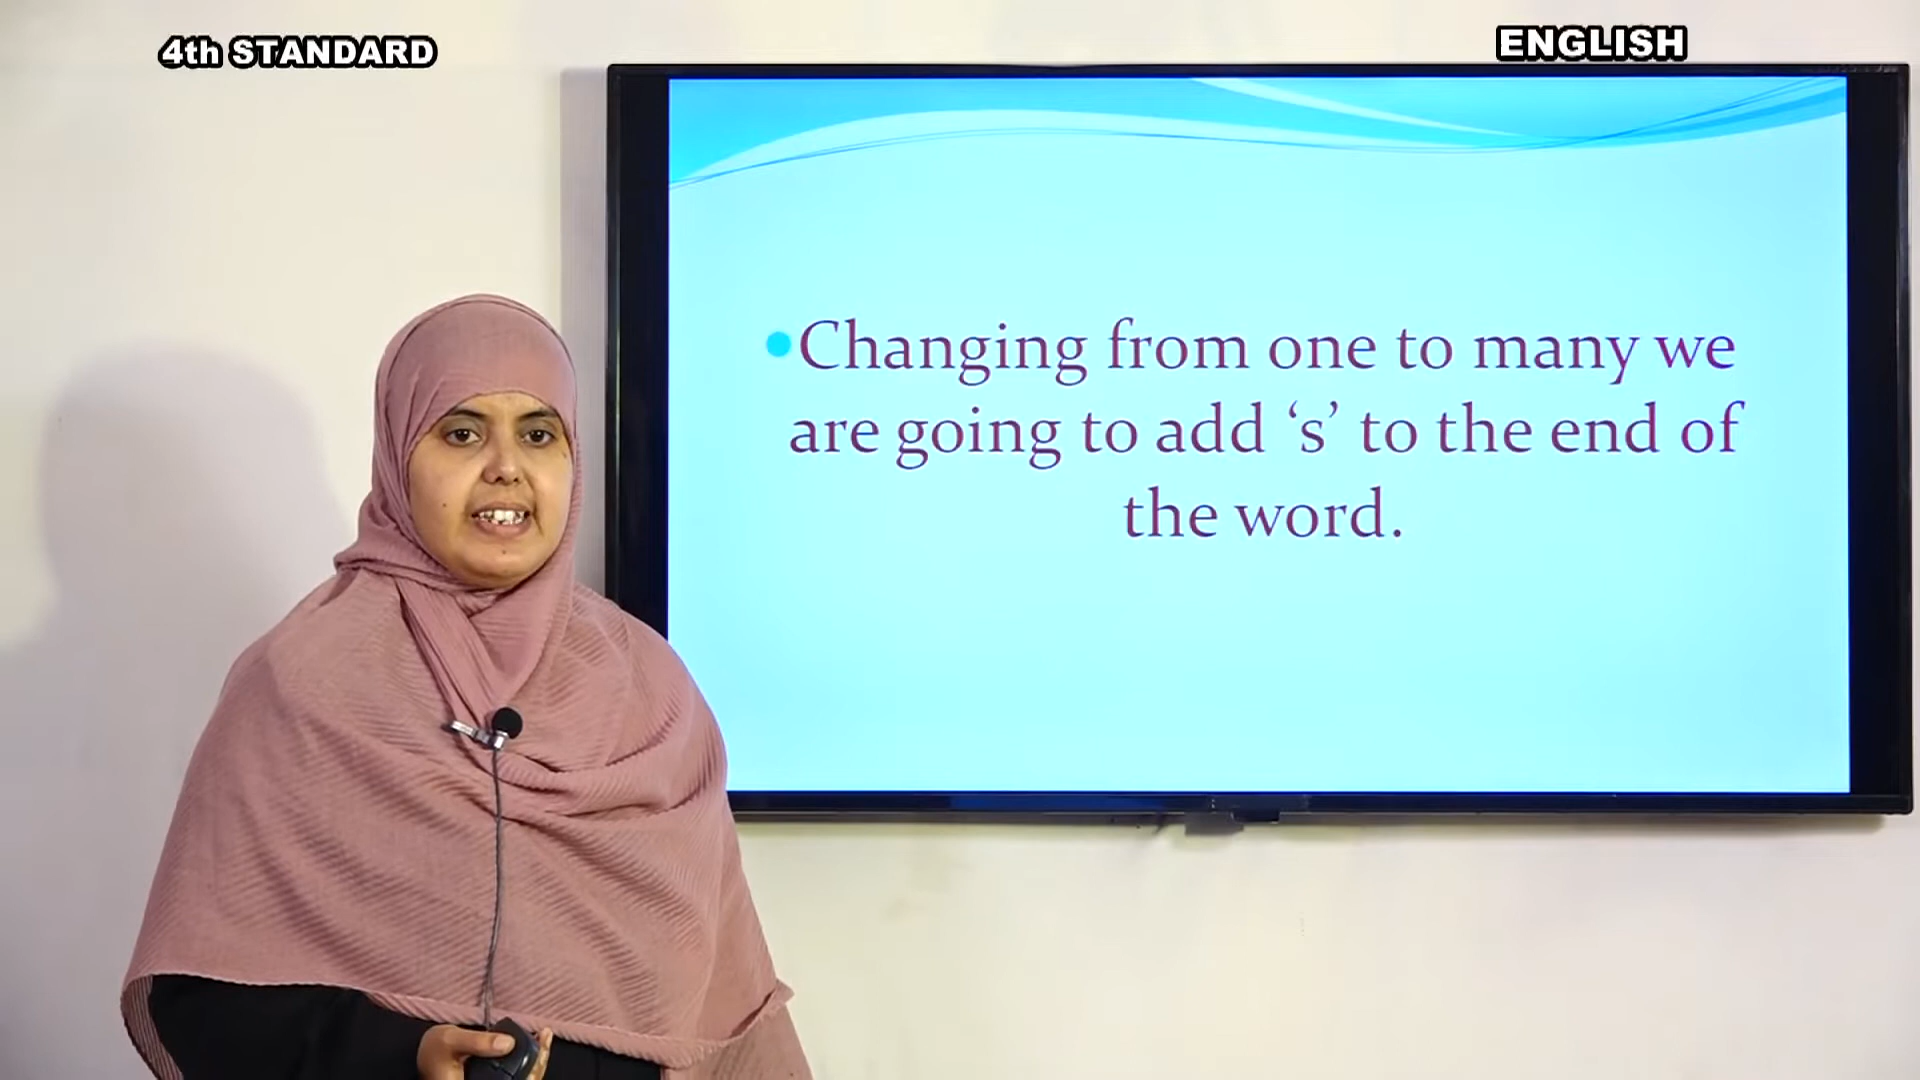 4th STANDARD
ENGLISH
Changing from one to many we
are going to add ‘s’ to the end of
the word.